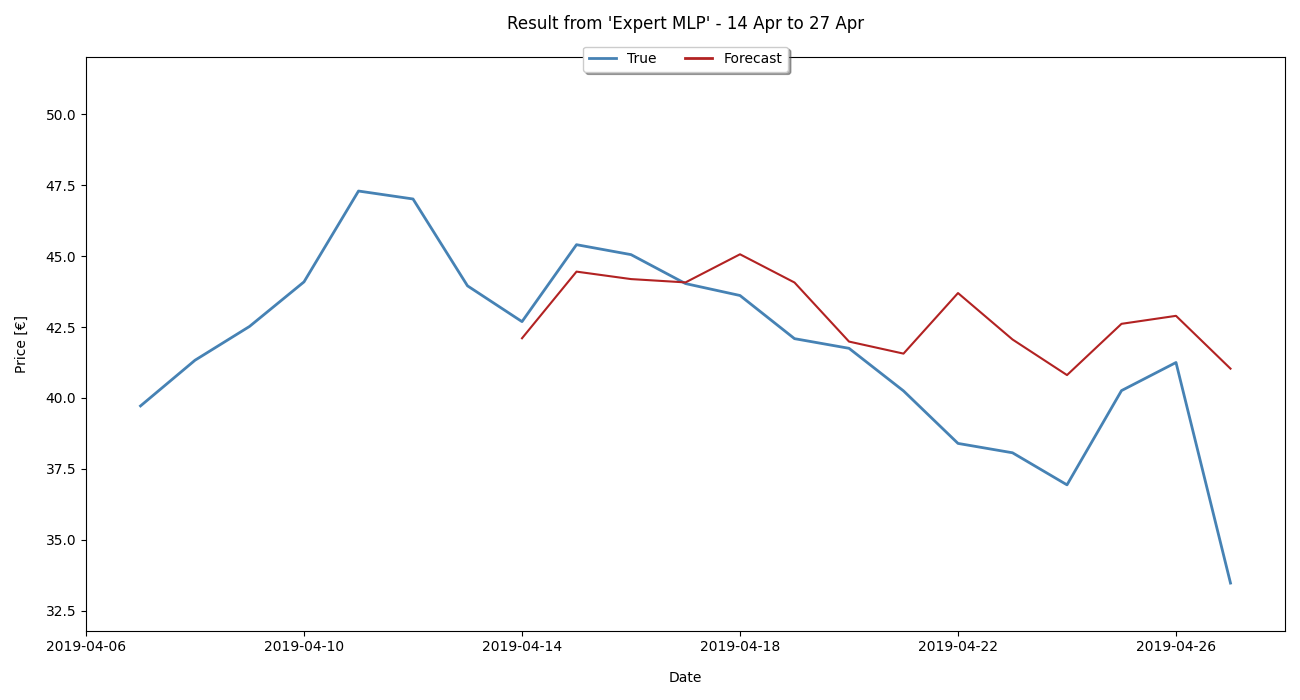 Result from 'Expert MLP' - 14 Apr to 27 Apr
True Forecast
Price [€]
50.0
47.5
45.0
42.5
40.0
37.5
35.0
32.5
2019-04-06 2019-04-10 2019-04-14 2019-04-18 2019-04-22 2019-04-26
Date